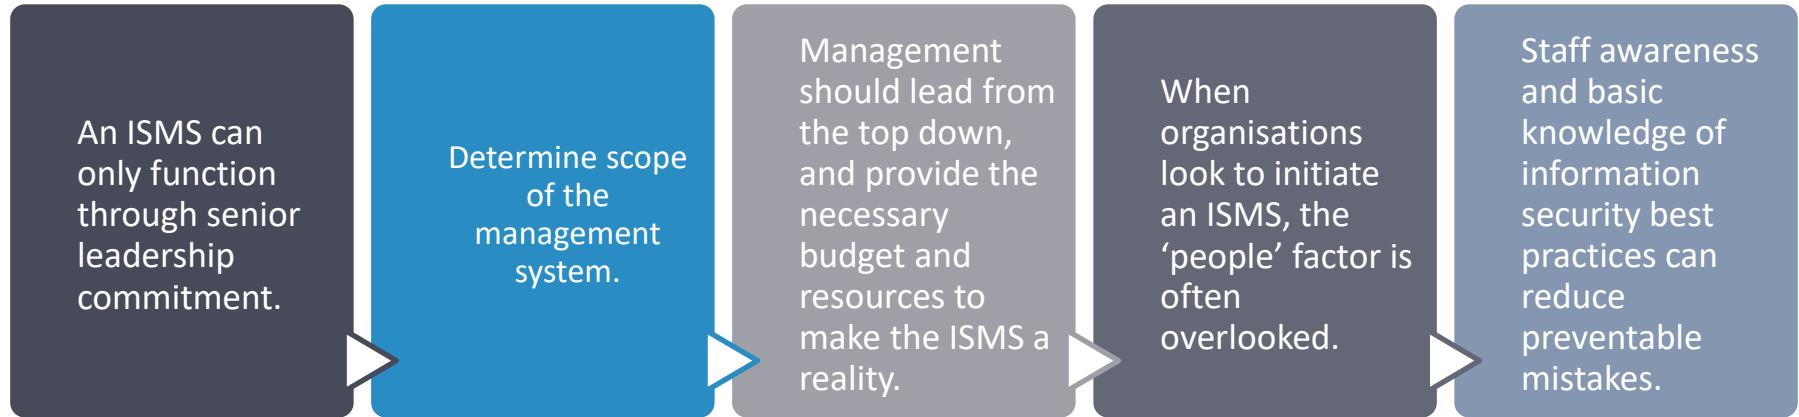 An ISMS can
only function
through senior
leadership
commitment.
Determine scope
of the
management
system.
Management
should lead from
the top down,
and provide the
necessary
budget and
resources to
make the ISMS a
reality.
When
organisations
look to initiate
an ISMS, the
‘people’ factor is
often
overlooked.
Staff awareness
and basic
knowledge of
information
security best
practices can
reduce
preventable
mistakes.